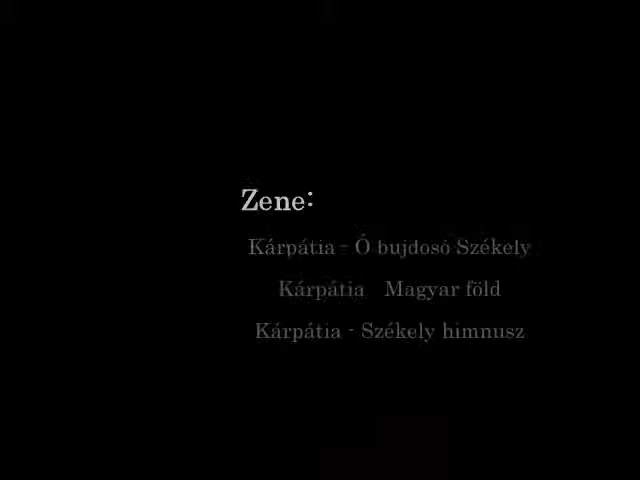 Zene:
Kárpátia - Ó bujdosó Székely
Kárpátia Magyar föld
Kárpátia - Székely himnusz